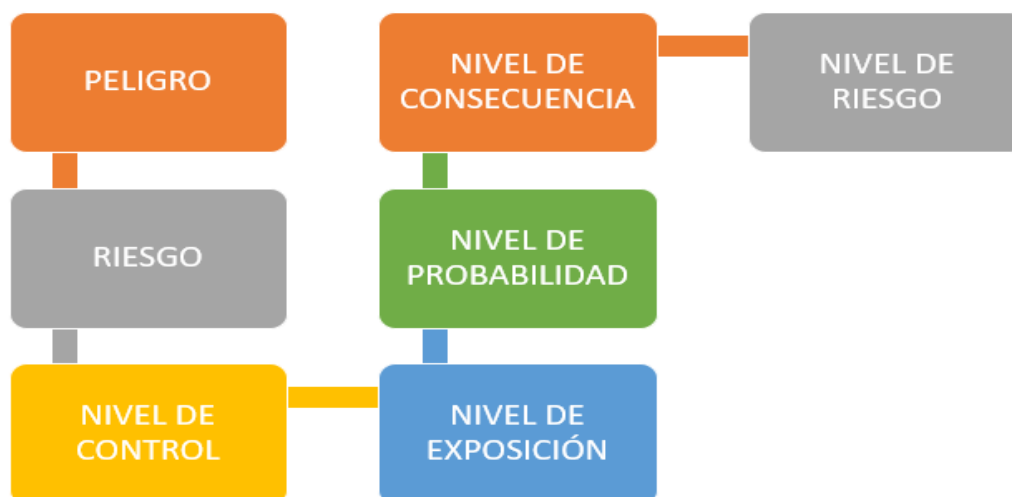 PELIGRO
RIESGO
NIVEL DE
CONTROL
NIVEL DE
EXPOSICIÓN
NIVEL DE
PROBABILIDAD
NIVEL DE
CONSECUENCIA
NIVEL DE
RIESGO